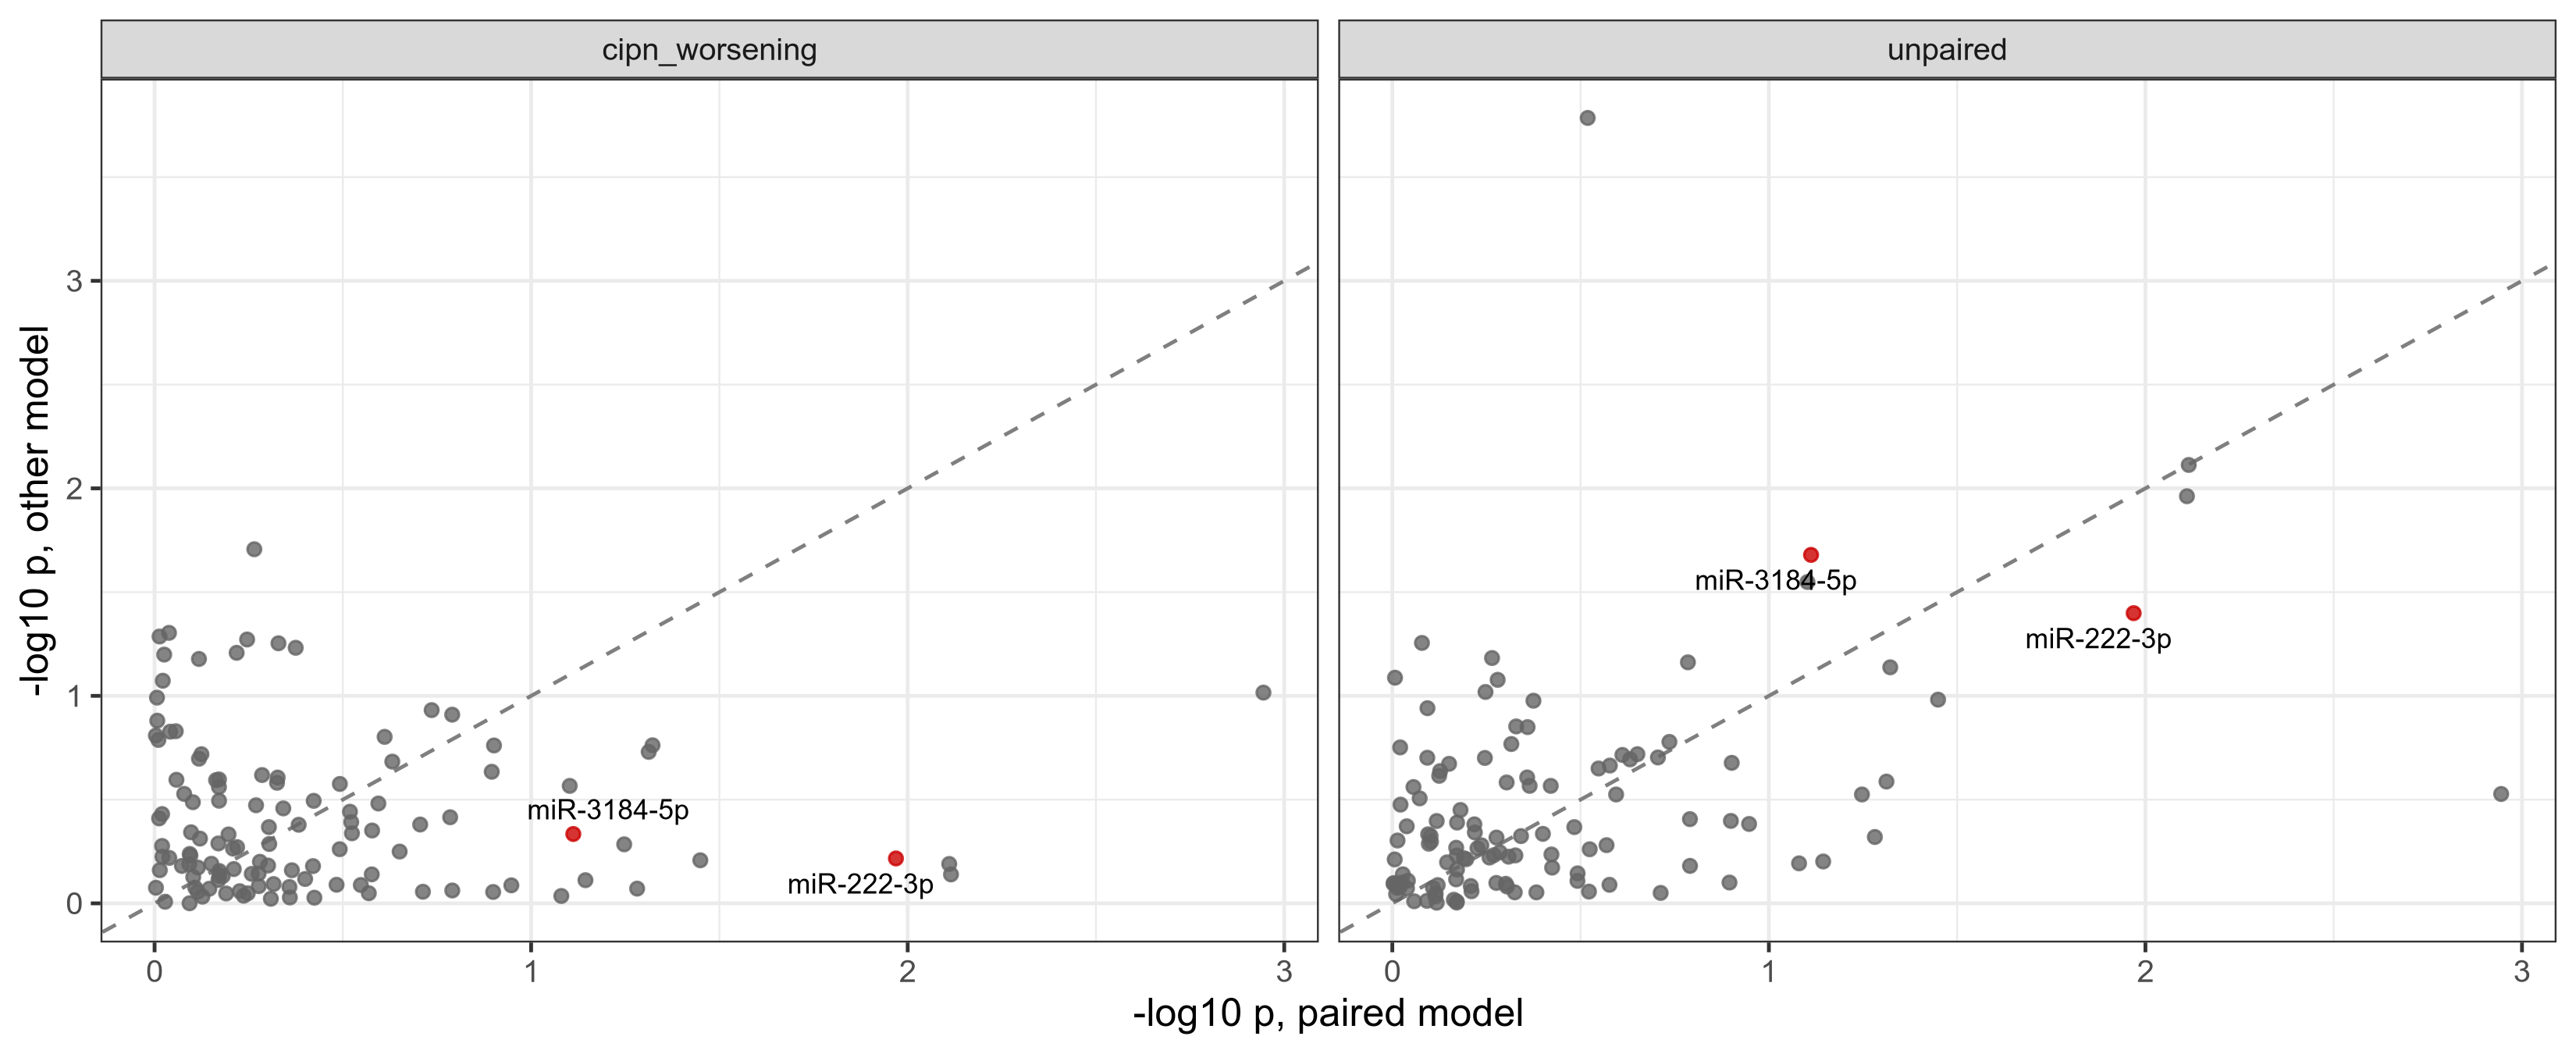 cipn_worsening
unpaired
-log10 p, other model
3
2
1
0
miR-3184-5p
miR-222-3p
miR-3184-5p
miR-222-3p
0
1
2
3
0
1
2
3
-log10 p, paired model